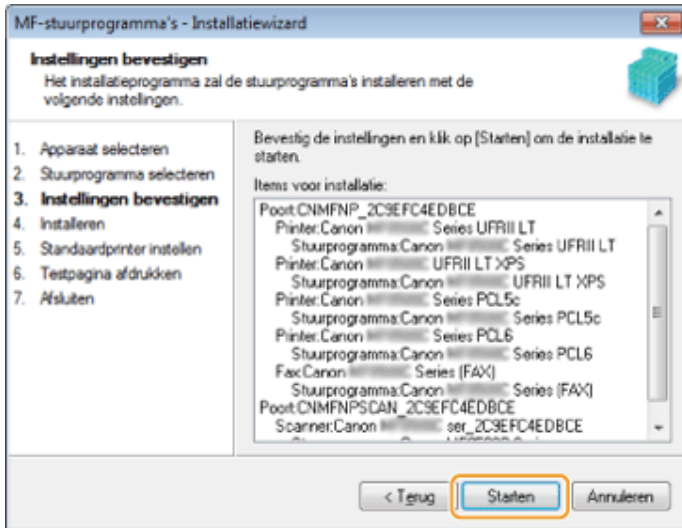 MF-stuurprogramma's - Installatiewizard
Instellingen bevestigen
Het installatieprogramma zal de stuurprogramma's installeren met de
volgende instellingen.
1. Apparaat selecteren
2. Stuurprogramma selecteren
3. Instellingen bevestigen
4. Installeren
5. Standaardprinter instellen
6. Testpagina afdrukken
7. Afsluiten
Bevestig de instellingen en klik op [Starten] om de installatie te
starten.
Items voor installatie:
Poort:CNMFNP_2C9EFC4EDBCE
Printer:Canon Series UFRII LT
Stuurprogramma:Canon Series UFRII LT
Printer:Canon UFRII LT XPS
Stuurprogramma:Canon UFRII LT XPS
Printer:Canon Series PCL5c
Stuurprogramma:Canon Series PCL5c
Printer:Canon Series PCL6
Stuurprogramma:Canon Series PCL6
Fax:Canon Series (FAX)
Stuurprogramma:Canon Series (FAX)
Poort:CNMFNPSCAN_2C9EFC4EDBCE
Scanner:Canon ser_2C9EFC4EDBCE
< Terug
Starten
Annuleren